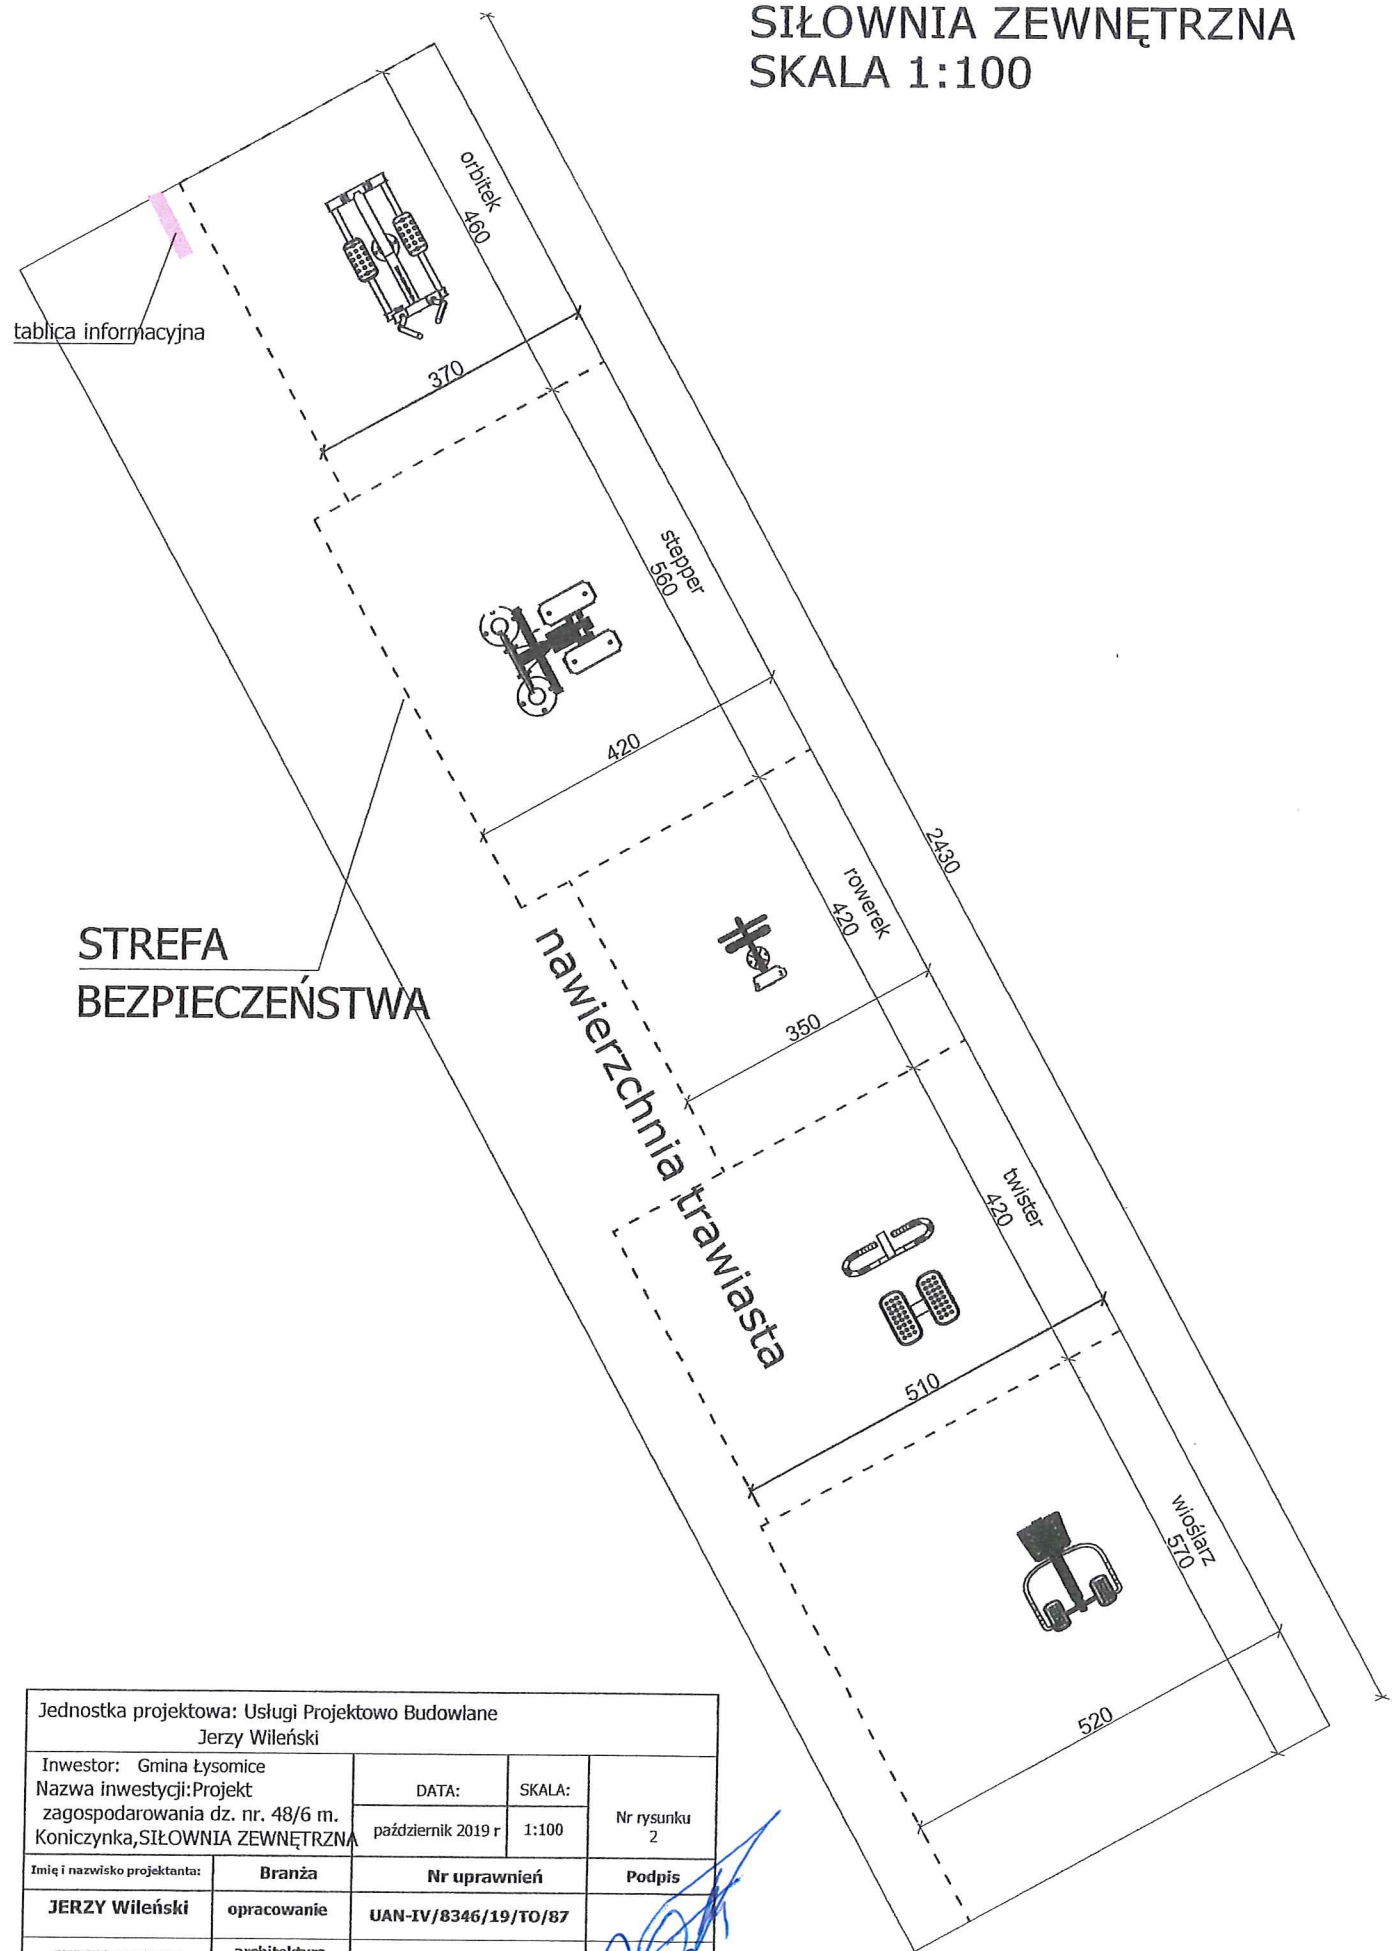 SIŁOWNIA ZEWNĘTRZNA
SKALA 1:100
orbitek
460
tablica informacyjna
370
stepper
560
420
2430
rowerek
420
STREFA
BEZPIECZEŃSTWA
nawierzchnia trawiasta
350
twister
420
510
wioślarz
570
520
Jednostka projektowa: Usługi Projektowo Budowlane
Jerzy Wileński
Inwestor: Gmina Łysomice
Nazwa inwestycji:Projekt
zagospodarowania dz. nr. 48/6 m.
Koniczynka,SIŁOWNIA ZEWNĘTRZNA
DATA:
SKALA:
październik 2019 r
1:100
Nr rysunku
2
Imię i nazwisko projektanta:
Branża
Nr uprawnień
Podpis
JERZY Wileński
opracowanie
UAN-IV/8346/19/TO/87